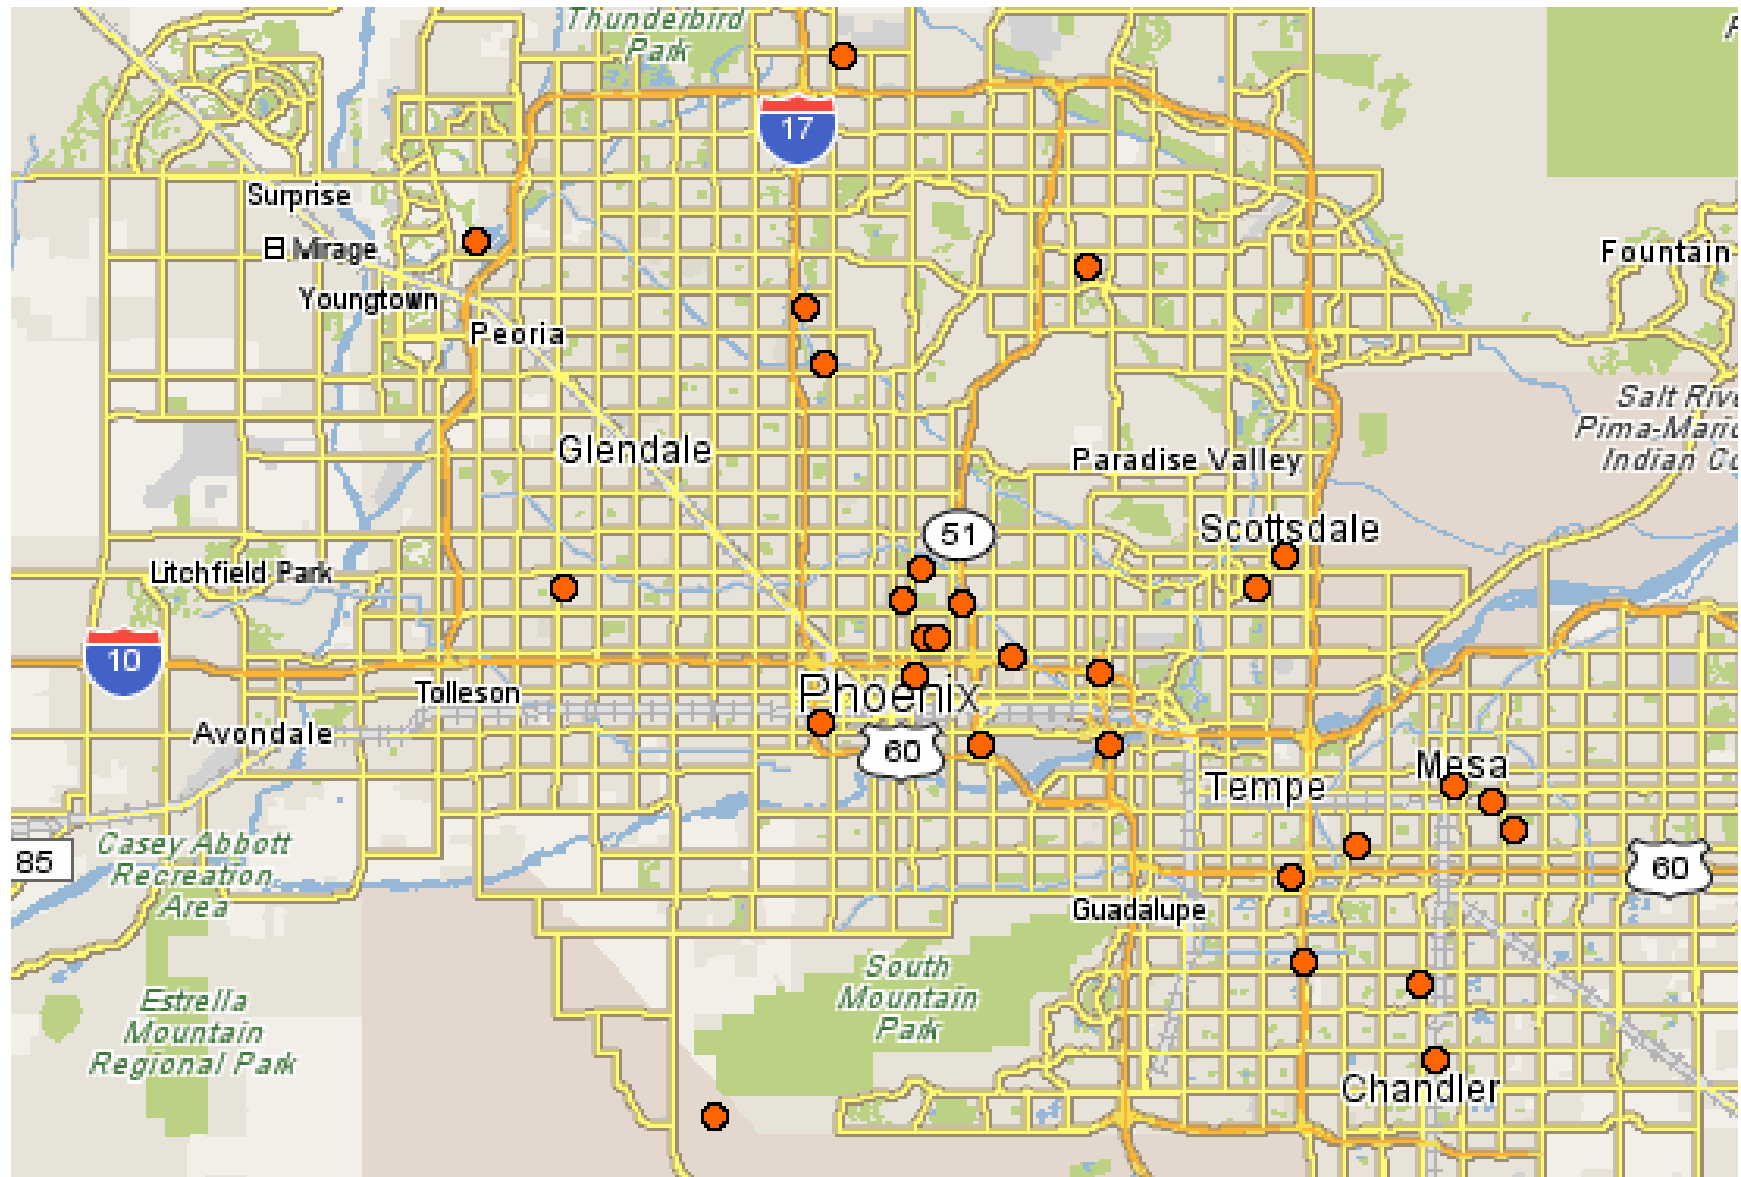 Thunderbird
Park
17
Surprise
El Mirage
Youngtown
Peoria
Fountain
Glendale
Paradise Valley
Salt Rive
Pima-Maric
Indian Co
51
Scottsdale
Litchfield Park
10
Tolleson
Phoenix
Avondale
60
Mesa
Tempe
Casey Abbott
Recreation
Area
85
60
Guadalupe
South
Mountain
Park
Estrella
Mountain
Regional Park
Chandler